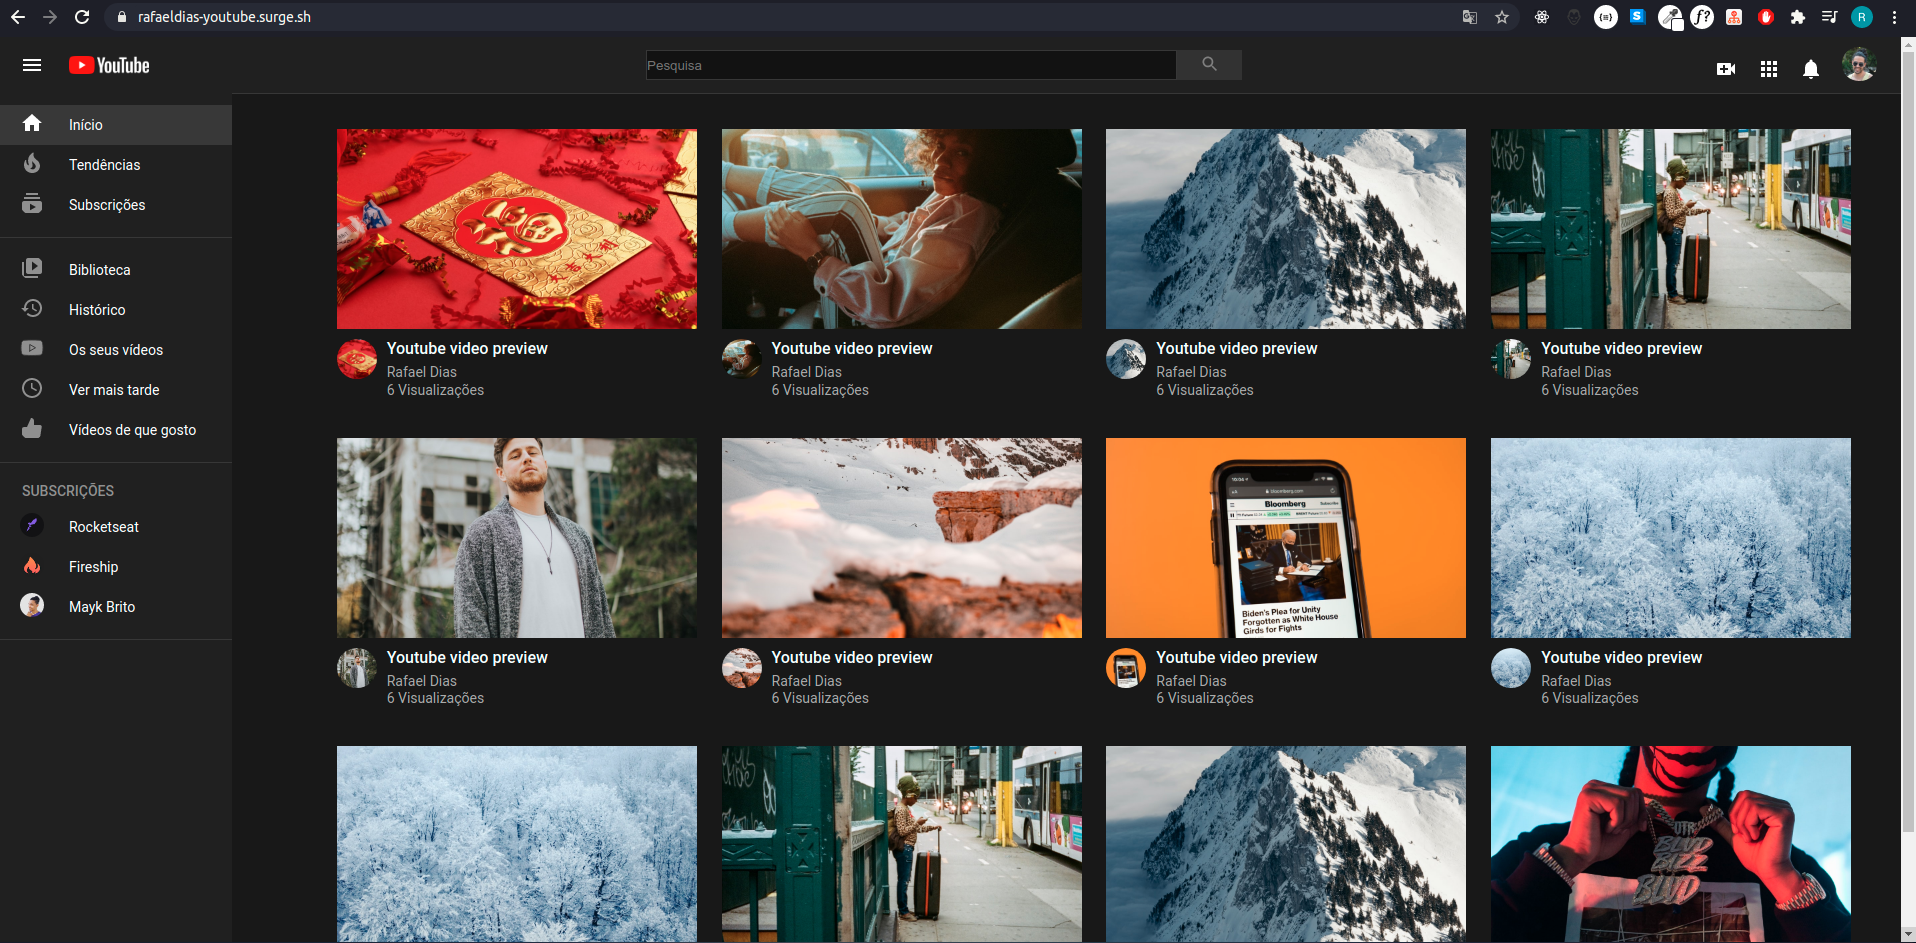 rafaeldias-youtube.surge.sh
YouTube
Pesquisa
R
Início
Tendências
Subscrições
Biblioteca
Histórico
Os seus vídeos
Ver mais tarde
Vídeos de que gosto
SUBSCRIÇÕES
Rocketseat
Fireship
Mayk Brito
Youtube video preview
Rafael Dias
6 Visualizações
Youtube video preview
Rafael Dias
6 Visualizações
Youtube video preview
Rafael Dias
6 Visualizações
Youtube video preview
Rafael Dias
6 Visualizações
Bloomberg
Biden's Plea for Unity
Forgotten as White House
Girds for Fights
Youtube video preview
Rafael Dias
6 Visualizações
Youtube video preview
Rafael Dias
6 Visualizações
Youtube video preview
Rafael Dias
6 Visualizações
Youtube video preview
Rafael Dias
6 Visualizações
BLVD